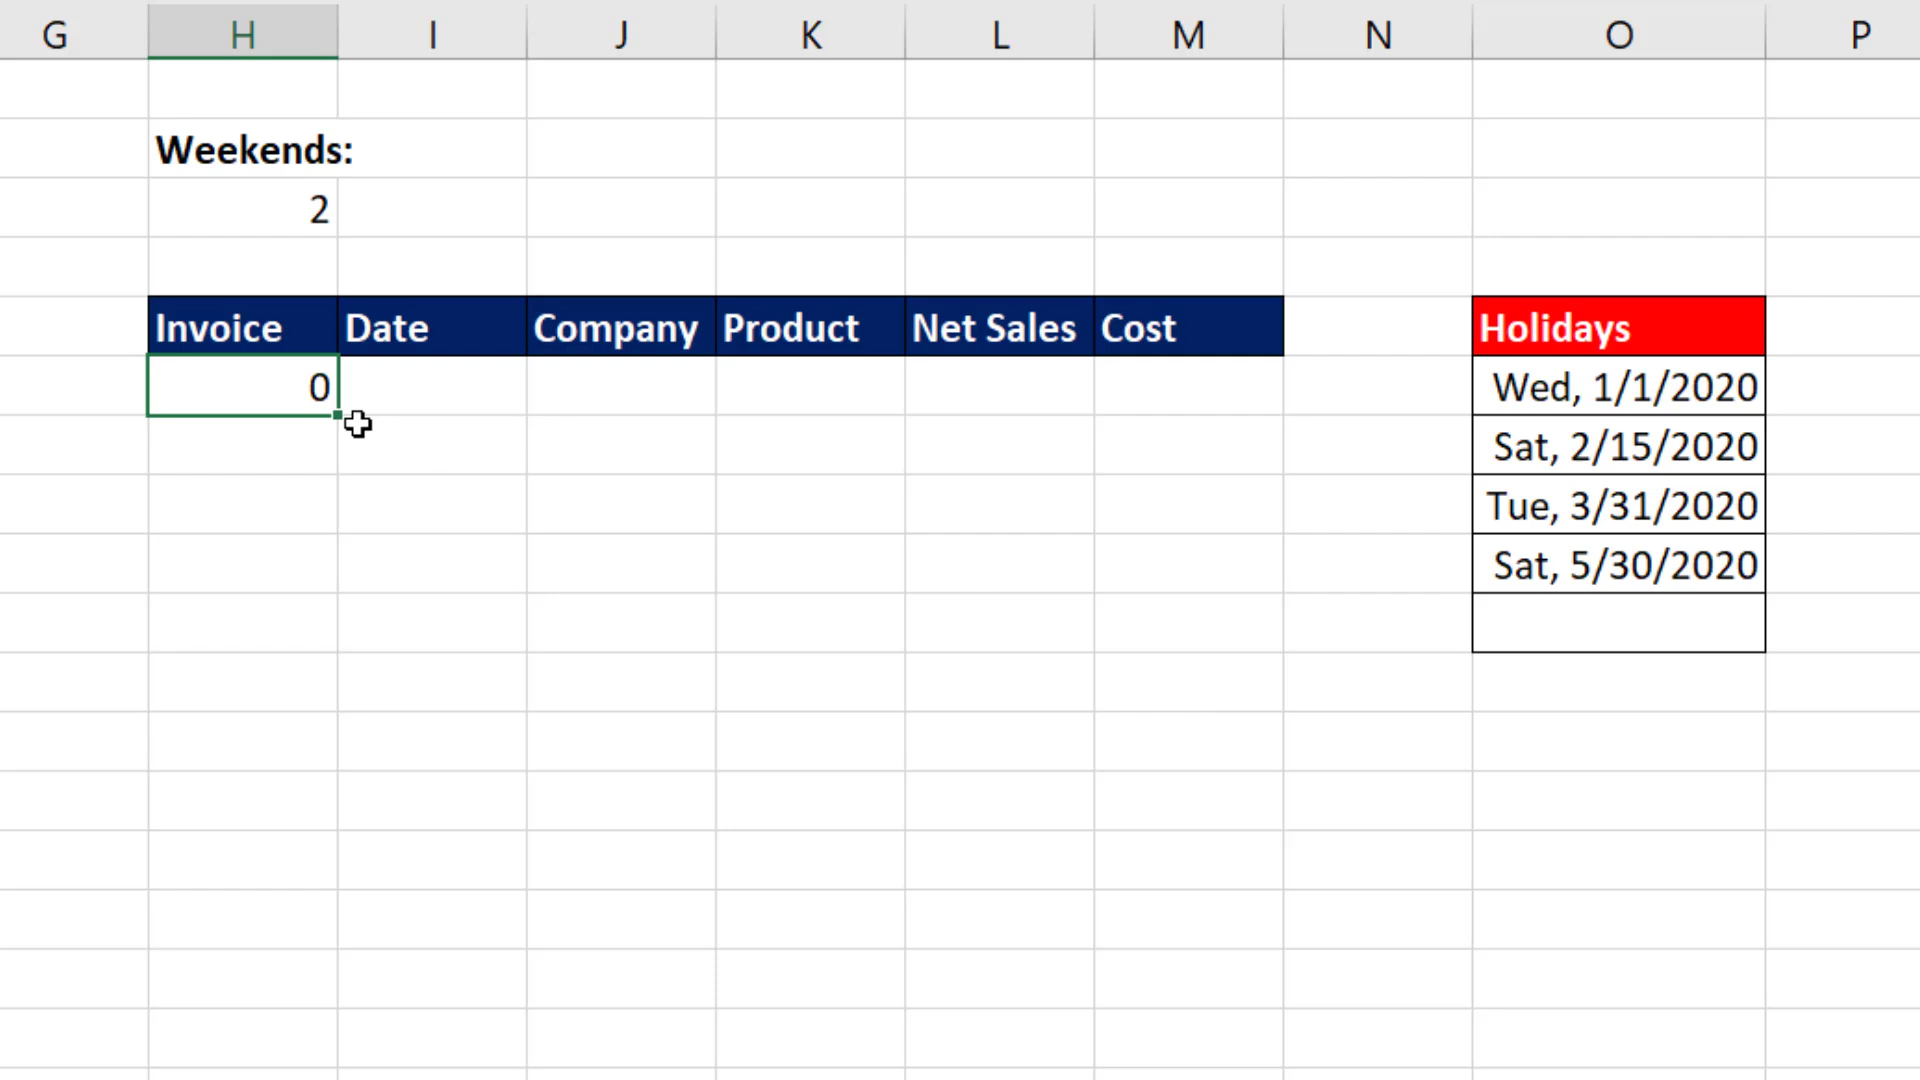 G H I J K L M N O P
Weekends:
2
Invoice Date Company Product Net Sales Cost Holidays
0 Wed, 1/1/2020
Sat, 2/15/2020
Tue, 3/31/2020
Sat, 5/30/2020